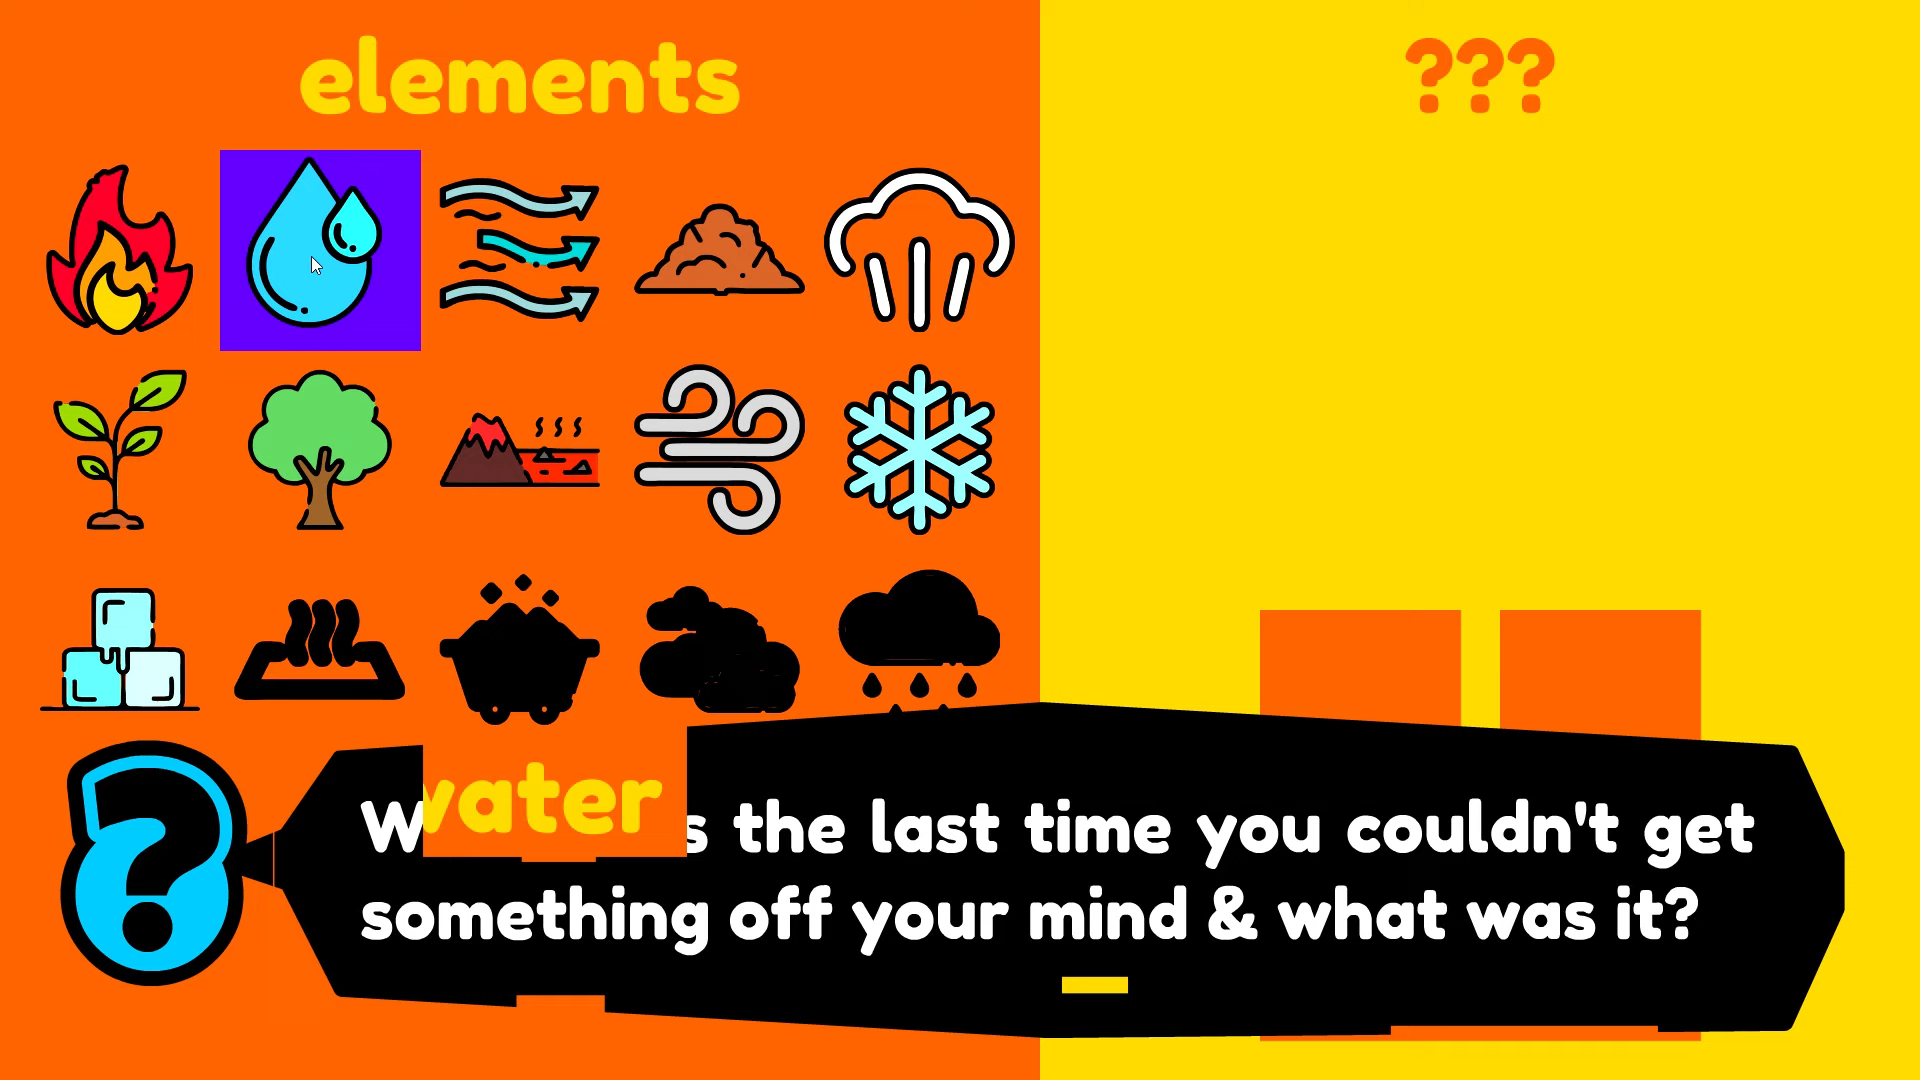 elements
???
water
the last time you couldn't get
something off your mind & what was it?